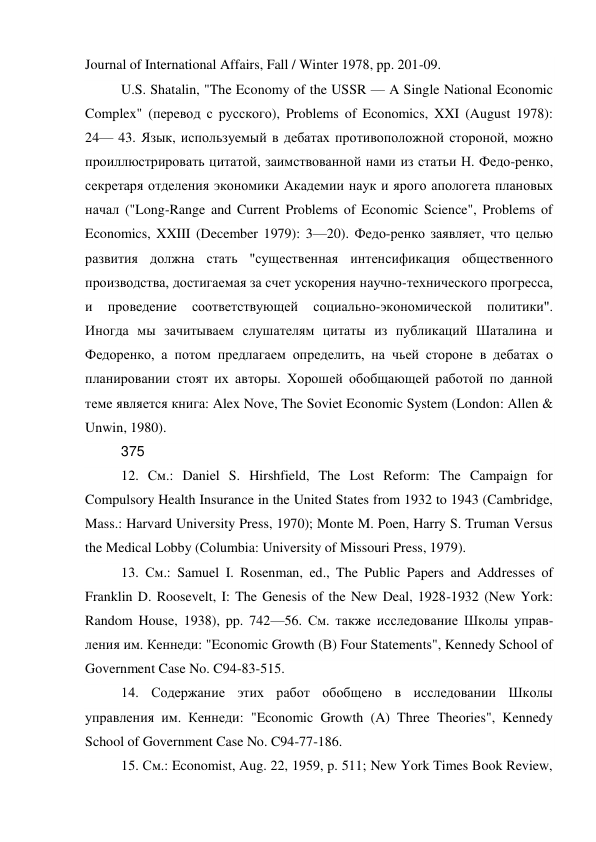 Journal of International Affairs, Fall / Winter 1978, pp. 201-09.
U.S. Shatalin, "The Economy of the USSR — A Single National Economic
Complex" (перевод с русского), Problems of Economics, XXI (August 1978):
24— 43. Язык, используемый в дебатах противоположной стороной, можно
проиллюстрировать цитатой, заимствованной нами из статьи Н. Федо-ренко,
секретаря отделения экономики Академии наук и ярого апологета плановых
начал ("Long-Range and Current Problems of Economic Science", Problems of
Economics, XXIII (December 1979): 3—20). Федо-ренко заявляет, что целью
развития должна стать "существенная интенсификация общественного
производства, достигаемая за счет ускорения научно-технического прогресса,
и проведение соответствующей социально-экономической политики".
Иногда мы зачитываем слушателям цитаты из публикаций Шаталина и
Федоренко, а потом предлагаем определить, на чьей стороне в дебатах о
планировании стоят их авторы. Хорошей обобщающей работой по данной
теме является книга: Alex Nove, The Soviet Economic System (London: Allen &
Unwin, 1980).
375
12. См.: Daniel S. Hirshfield, The Lost Reform: The Campaign for
Compulsory Health Insurance in the United States from 1932 to 1943 (Cambridge,
Mass.: Harvard University Press, 1970); Monte M. Poen, Harry S. Truman Versus
the Medical Lobby (Columbia: University of Missouri Press, 1979).
13. См.: Samuel I. Rosenman, ed., The Public Papers and Addresses of
Franklin D. Roosevelt, I: The Genesis of the New Deal, 1928-1932 (New York:
Random House, 1938), pp. 742—56. См. также исследование Школы управ-
ления им. Кеннеди: "Economic Growth (B) Four Statements", Kennedy School of
Government Case No. C94-83-515.
14. Содержание этих работ обобщено в исследовании Школы
управления им. Кеннеди: "Economic Growth (A) Three Theories", Kennedy
School of Government Case No. C94-77-186.
15. См.: Economist, Aug. 22, 1959, p. 511; New York Times Book Review,